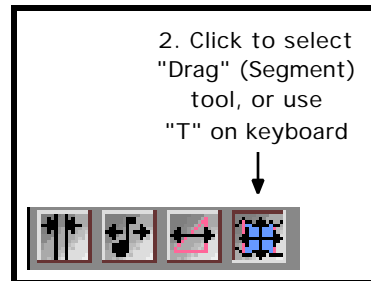 2. Click to select
"Drag" (Segment)
tool, or use
"T" on keyboard